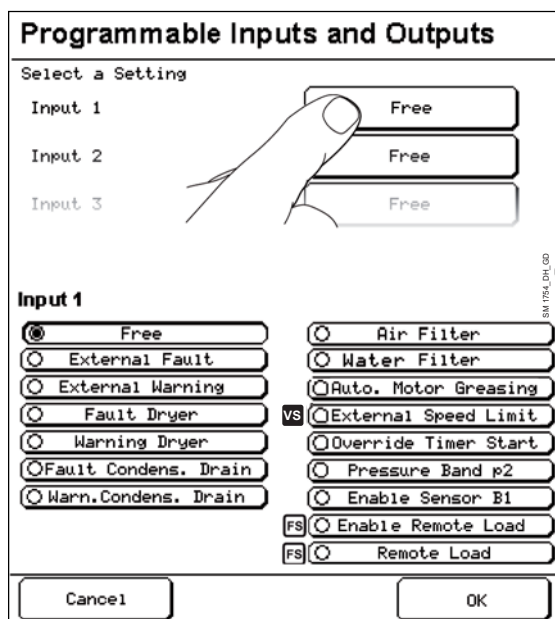 Programmable Inputs and Outputs
Select a Setting
Input 1 Free
Input 2 Free
Input 3 Free
SM 1754_DH_GD
Input 1
Free
External Fault
External Warning
Fault Dryer
Warning Dryer
Fault Condens. Drain
Warn.Condens. Drain
Air Filter
Water Filter
Auto. Motor Greasing
VS External Speed Limit
Override Timer Start
Pressure Band p2
Enable Sensor B1
FS Enable Remote Load
FS Remote Load
Cancel
OK